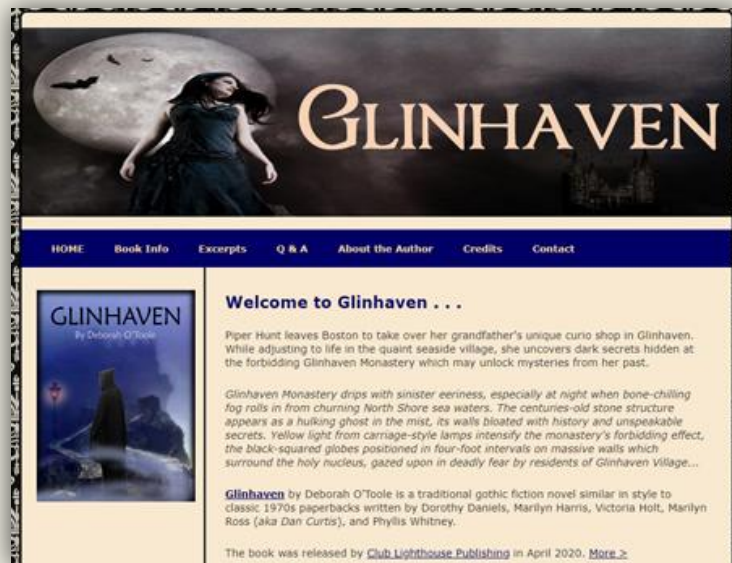 GLINHAVEN
HOME Book Info Excerpts Q & A About the Author Credits Contact
GLINHAVEN
By Deborah O'Toole
Welcome to Glinhaven . . .
Piper Hunt leaves Boston to take over her grandfather's unique curio shop in Glinhaven.
While adjusting to life in the quaint seaside village, she uncovers dark secrets hidden at
the forbidding Glinhaven Monastery which may unlock mysteries from her past.
Glinhaven Monastery drips with sinister eeriness, especially at night when bone-chilling
fog rolls in from churning North Shore sea waters. The centuries-old stone structure
appears as a hulking ghost in the mist, its walls bloated with history and unspeakable
secrets. Yellow light from carriage-style lamps intensify the monastery's forbidding effect,
the black-squared globes positioned in four-foot intervals on massive walls which
surround the holy nucleus, gazed upon in deadly fear by residents of Glinhaven Village...
Glinhaven by Deborah O'Toole is a traditional gothic fiction novel similar in style to
classic 1970s paperbacks written by Dorothy Daniels, Marilyn Harris, Victoria Holt, Marilyn
Ross (aka Dan Curtis), and Phyllis Whitney.
The book was released by Club Lighthouse Publishing in April 2020. More >